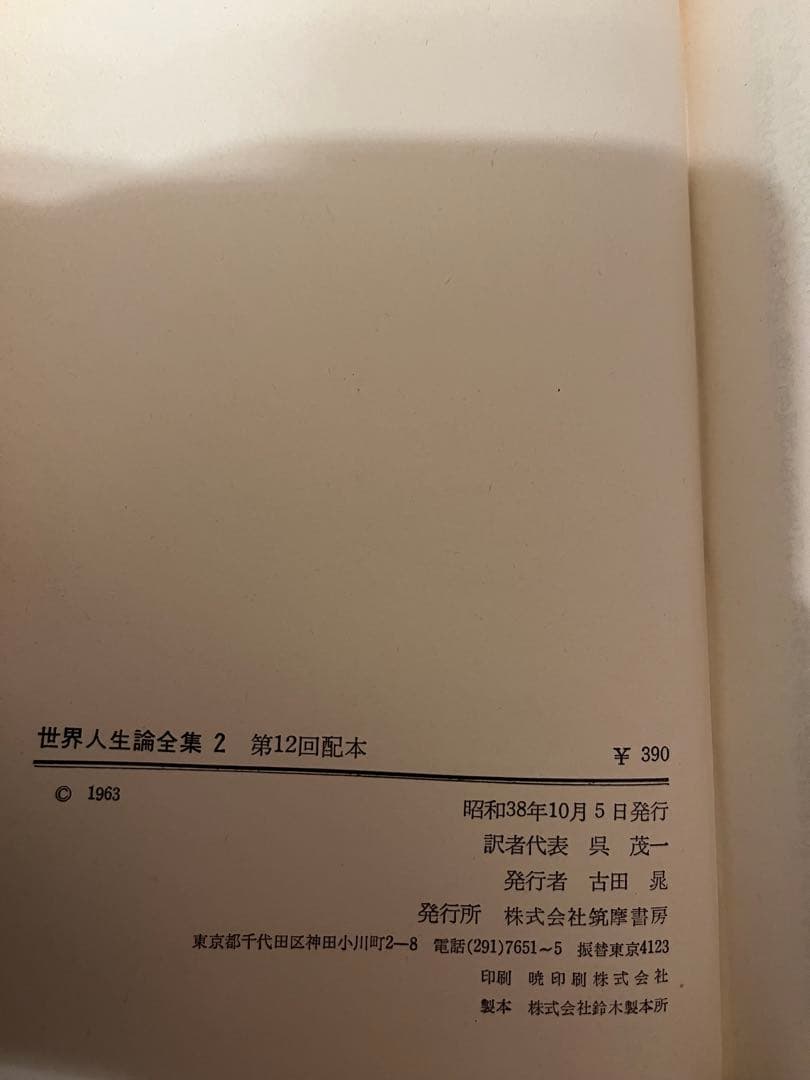 世界人生論全集 2 第12回配本 ¥ 390
© 1963
昭和38年10月5日発行
訳者代表 呉 茂一
発行者 古田 晁
発行所 株式会社筑摩書房
東京都千代田区神田小川町2—8 電話(291)7651~5 振替東京4123
印刷 暁印刷株式会社
製本 株式会社鈴木製本所